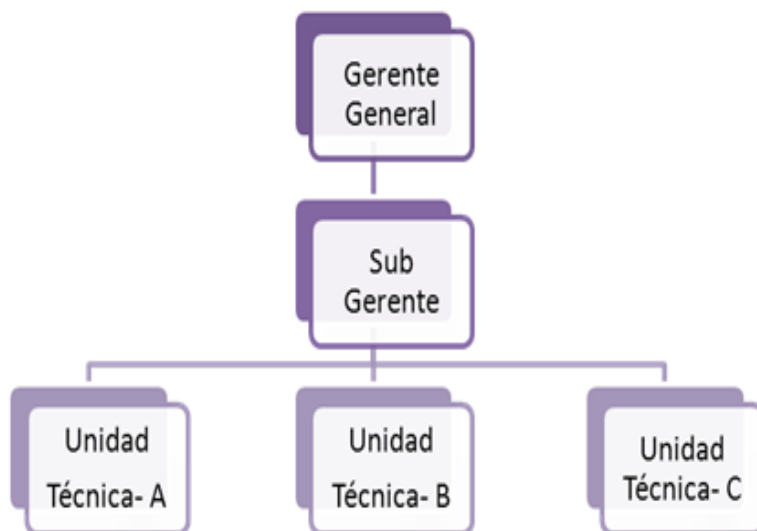 Gerente
General
Sub
Gerente
Unidad
Técnica- A
Unidad
Técnica- B
Unidad
Técnica- C